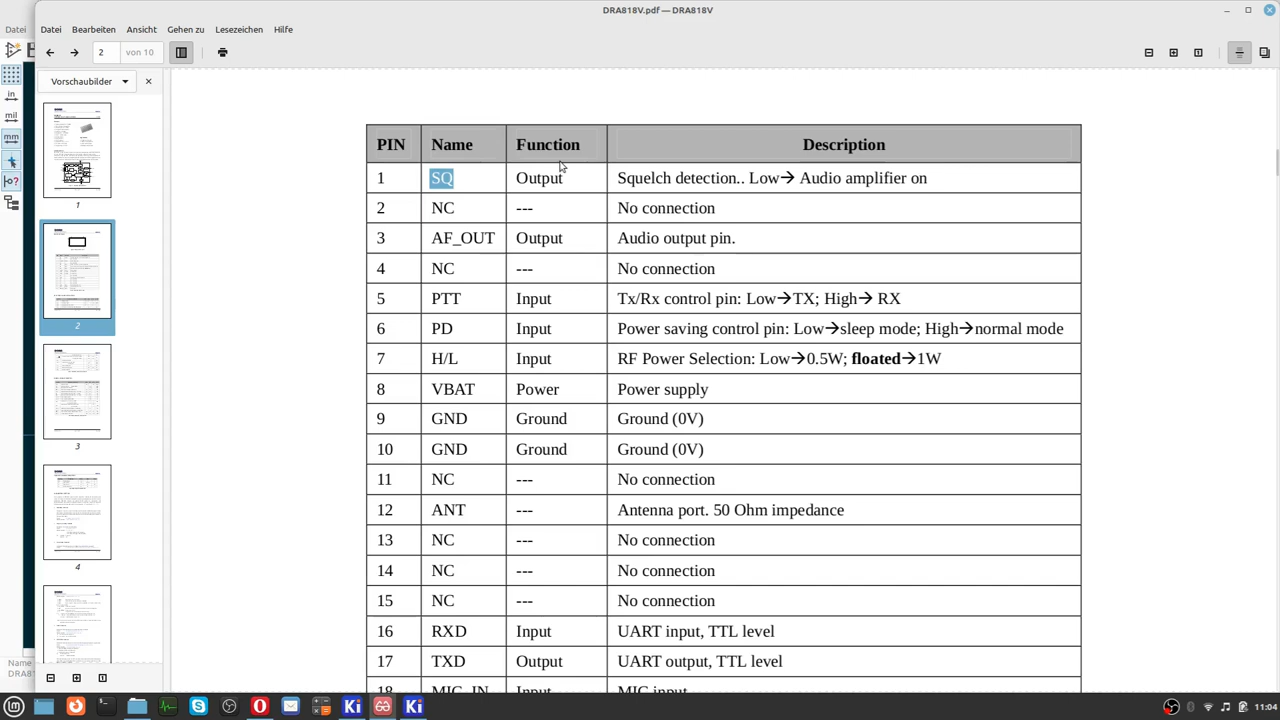 Datei
DRA818V.pdf — DRA818V
Datei Bearbeiten Ansicht Gehen zu Lesezeichen Hilfe
2 von 10
Vorschaubilder
in
mil
mm
1
2
3
4
PIN Name Function Description
1 SQ Output Squelch detection.. Low→ Audio amplifier on
2 NC --- No connection
3 AF_OUT Output Audio output pin.
4 NC --- No connection
5 PTT Input Tx/Rx control pin: Low→TX; High→ RX
6 PD Input Power saving control pin: Low→sleep mode; High→normal mode
7 H/L Input RF Power Selection: Low→0.5W; floated→1W
8 VBAT Power Power supply
9 GND Ground Ground (0V)
10 GND Ground Ground (0V)
11 NC --- No connection
12 ANT --- Antenna port. 50 Ohm impedance
13 NC --- No connection
14 NC --- No connection
15 NC --- No connection
16 RXD Input UART input, TTL level
17 TXD Output UART output, TTL level
18 MIC_IN Input MIC input
Name
DRA81
11:04